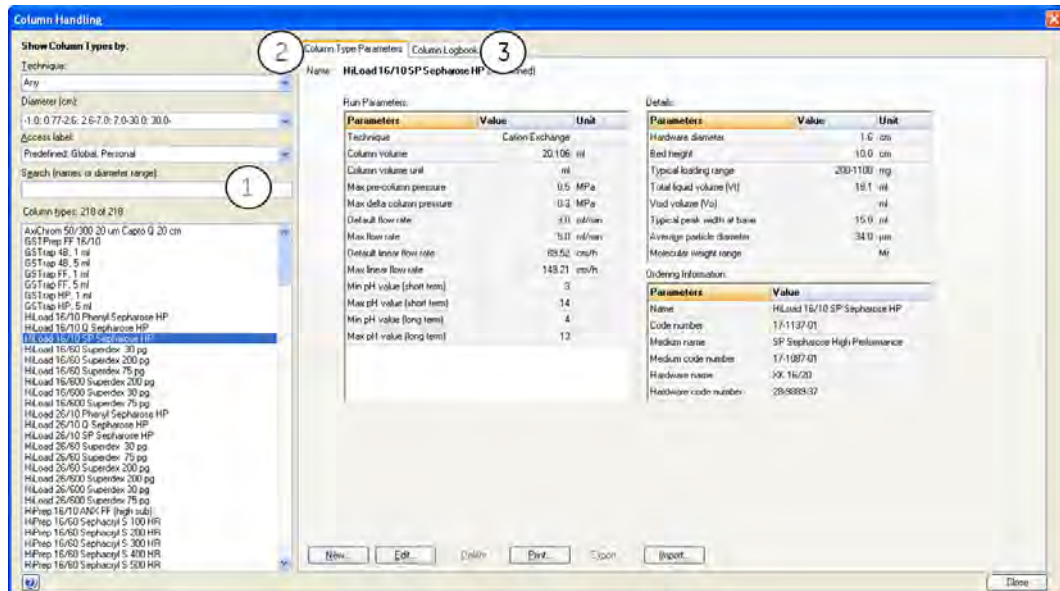 Column Handling
Show Column Types by:
Technique:
Any
Diameter [cm]:
-1.0; 0.77-2.6; 2.6-7.0; 7.0-30.0; 30.0-
Access label:
Predefined; Global; Personal
Search (names or diameter range):
1
Column types: 218 of 218
AxiChrom 50/300 20 um Capto Q 20 cm
GSTPrep FF 16/10
GSTrap 4B, 1 ml
GSTrap 4B, 5 ml
GSTrap FF, 1 ml
GSTrap FF, 5 ml
GSTrap HP, 1 ml
GSTrap HP, 5 ml
HiLoad 16/10 Phenyl Sepharose HP
HiLoad 16/10 Q Sepharose HP
HiLoad 16/10 SP Sepharose HP
HiLoad 16/60 Superdex 30 pg
HiLoad 16/60 Superdex 200 pg
HiLoad 16/60 Superdex 75 pg
HiLoad 16/600 Superdex 200 pg
HiLoad 16/600 Superdex 30 pg
HiLoad 16/600 Superdex 75 pg
HiLoad 26/10 Phenyl Sepharose HP
HiLoad 26/10 Q Sepharose HP
HiLoad 26/10 SP Sepharose HP
HiLoad 26/60 Superdex 30 pg
HiLoad 26/60 Superdex 75 pg
HiLoad 26/60 Superdex 200 pg
HiLoad 26/600 Superdex 200 pg
HiLoad 26/600 Superdex 30 pg
HiLoad 26/600 Superdex 75 pg
HiPrep 16/10 ANX FF (high sub)
HiPrep 16/60 Sephacryl S 100 HR
HiPrep 16/60 Sephacryl S 200 HR
HiPrep 16/60 Sephacryl S 300 HR
HiPrep 16/60 Sephacryl S 400 HR
HiPrep 16/60 Sephacryl S 500 HR
2
Column Type Parameters Column Logbook
3
Name: HiLoad 16/10 SP Sepharose HP
Run Parameters:
Parameters Value Unit
Technique Cation Exchange
Column volume 20.106 ml
Column volume unit ml
Max pre-column pressure 0.5 MPa
Max delta column pressure 0.3 MPa
Default flow rate ml/min
Max flow rate 5.0 ml/min
Default linear flow rate cm/h
Max linear flow rate cm/h
Min pH value (short term) 3
Max pH value (short term) 14
Min pH value (long term) 4
Max pH value (long term)
Details:
Parameters Value Unit
Hardware diameter 1.6 cm
Bed height 10.0 cm
Typical loading range 200-1100 mg
Total liquid volume (Vt) ml
Void volume (Vo) ml
Typical peak width at base 15.0 ml
Average particle diameter 34.0 µm
Molecular weight range Mr
Ordering Information:
Parameters Value
Name HiLoad 16/10 SP Sepharose HP
Code number 17-1137-01
Medium name SP Sepharose High Performance
Medium code number 17-1087-01
Hardware name XK 16/20
Hardware code number
New... Edit... Delete Print... Export Import...
Close